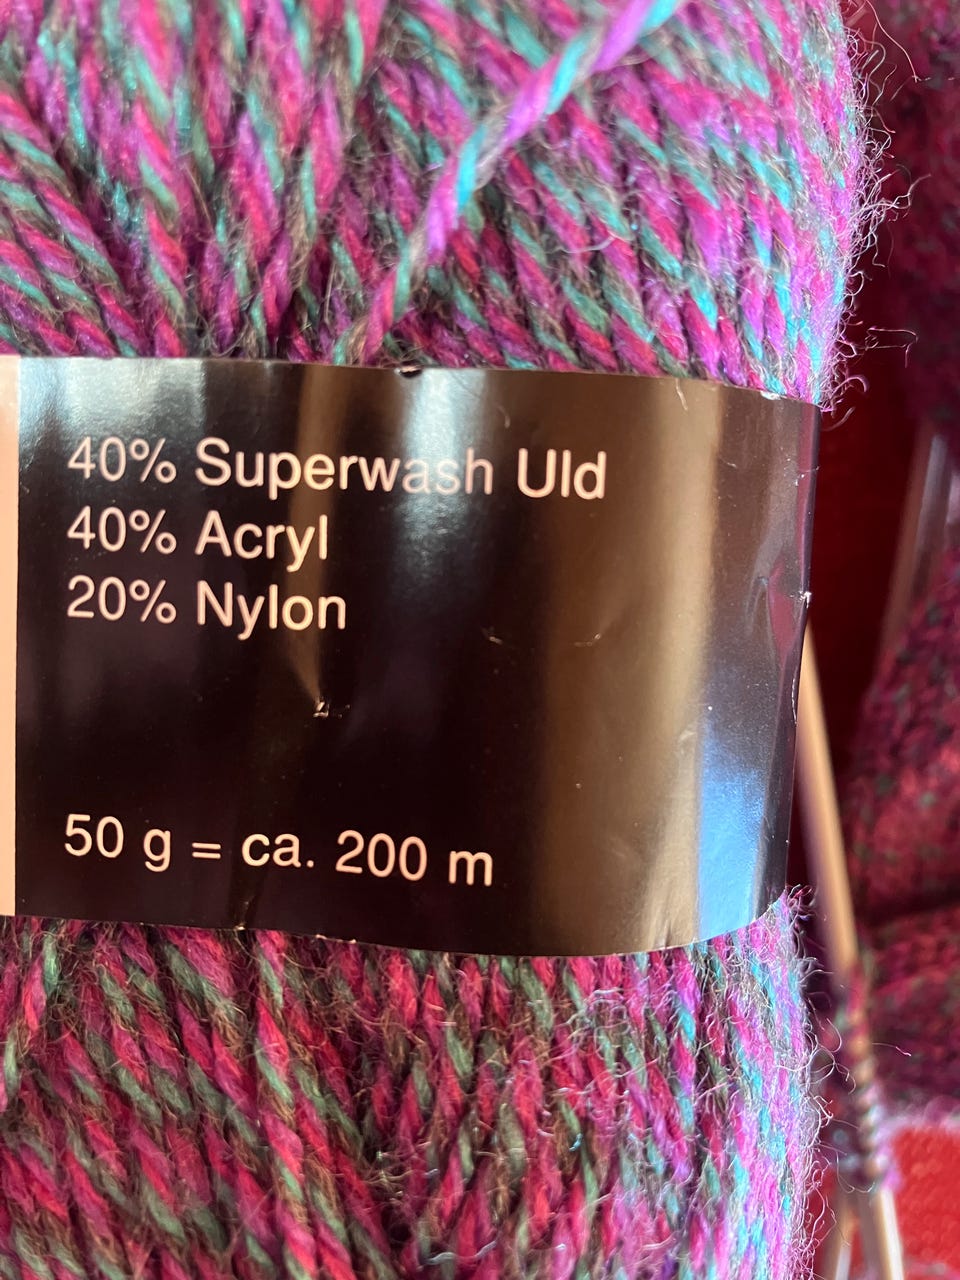 40% Superwash Uld
40% Acryl
20% Nylon
50 g = ca. 200 m